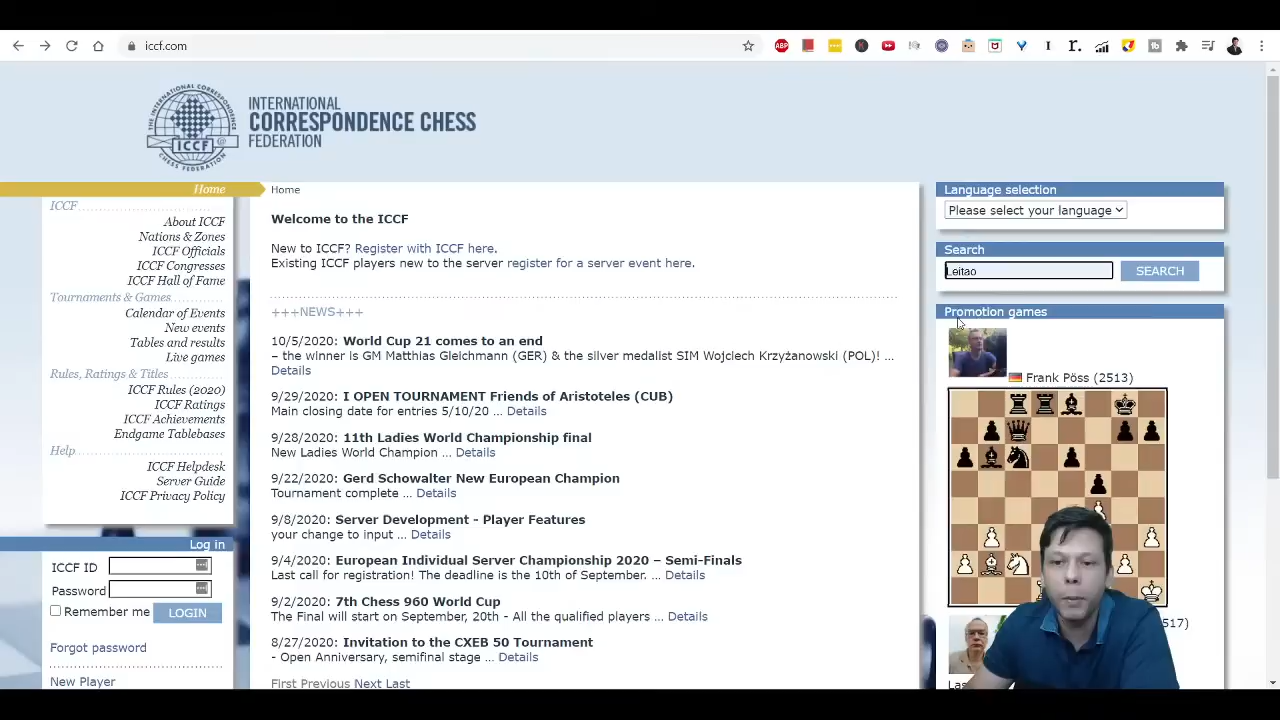 iccf.com
ABP
INTERNATIONAL
CORRESPONDENCE CHESS
FEDERATION
ICCF
Home
ICCF
About ICCF
Nations & Zones
ICCF Officials
ICCF Congresses
ICCF Hall of Fame
Tournaments & Games
Calendar of Events
New events
Tables and results
Live games
Rules, Ratings & Titles
ICCF Rules (2020)
ICCF Ratings
ICCF Achievements
Endgame Tablebases
Help
ICCF Helpdesk
Server Guide
ICCF Privacy Policy
Log in
ICCF ID
Password
Remember me LOGIN
Forgot password
New Player
Home
Welcome to the ICCF
New to ICCF? Register with ICCF here.
Existing ICCF players new to the server register for a server event here.
+++NEWS+++
10/5/2020: World Cup 21 comes to an end
– the winner is GM Matthias Gleichmann (GER) & the silver medalist SIM Wojciech Krzyżanowski (POL)! ...
Details
9/29/2020: I OPEN TOURNAMENT Friends of Aristoteles (CUB)
Main closing date for entries 5/10/20 ... Details
9/28/2020: 11th Ladies World Championship final
New Ladies World Champion ... Details
9/22/2020: Gerd Schowalter New European Champion
Tournament complete ... Details
9/8/2020: Server Development - Player Features
your change to input ... Details
9/4/2020: European Individual Server Championship 2020 – Semi-Finals
Last call for registration! The deadline is the 10th of September. ... Details
9/2/2020: 7th Chess 960 World Cup
The Final will start on September, 20th - All the qualified players ... Details
8/27/2020: Invitation to the CXEB 50 Tournament
- Open Anniversary, semifinal stage ... Details
First Previous Next Last
Language selection
Please select your language
Search
Leitao SEARCH
Promotion games
Frank Pöss (2513)
517)